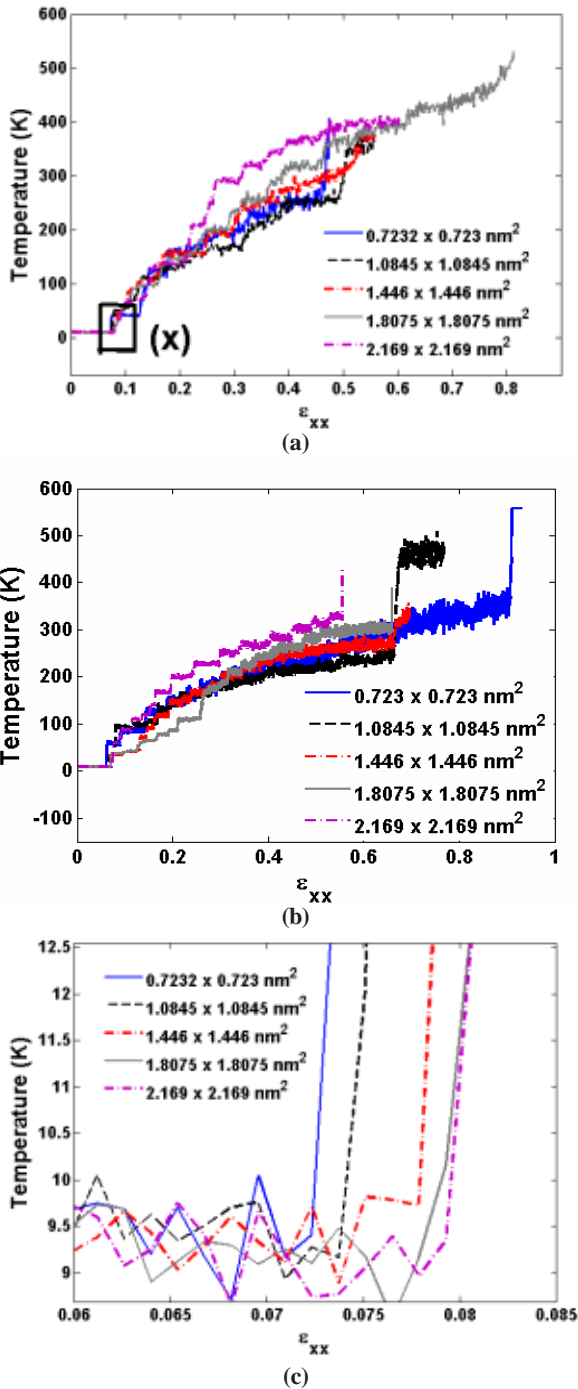 600
500
400
300
200
100
0
Temperature (K)
0.7232 x 0.723 nm²
1.0845 x 1.0845 nm²
1.446 x 1.446 nm²
1.8075 x 1.8075 nm²
2.169 x 2.169 nm²
(x)
0 0.1 0.2 0.3 0.4 0.5 0.6 0.7 0.8
εxx
(a)
600
500
400
300
200
100
0
-100
Temperature (K)
0.723 x 0.723 nm²
1.0845 x 1.0845 nm²
1.446 x 1.446 nm²
1.8075 x 1.8075 nm²
2.169 x 2.169 nm²
0 0.2 0.4 0.6 0.8 1
εxx
(b)
12.5
12
11.5
11
10.5
10
9.5
9
Temperature (K)
0.7232 x 0.723 nm²
1.0845 x 1.0845 nm²
1.446 x 1.446 nm²
1.8075 x 1.8075 nm²
2.169 x 2.169 nm²
0.06 0.065 0.07 0.075 0.08 0.085
εxx
(c)